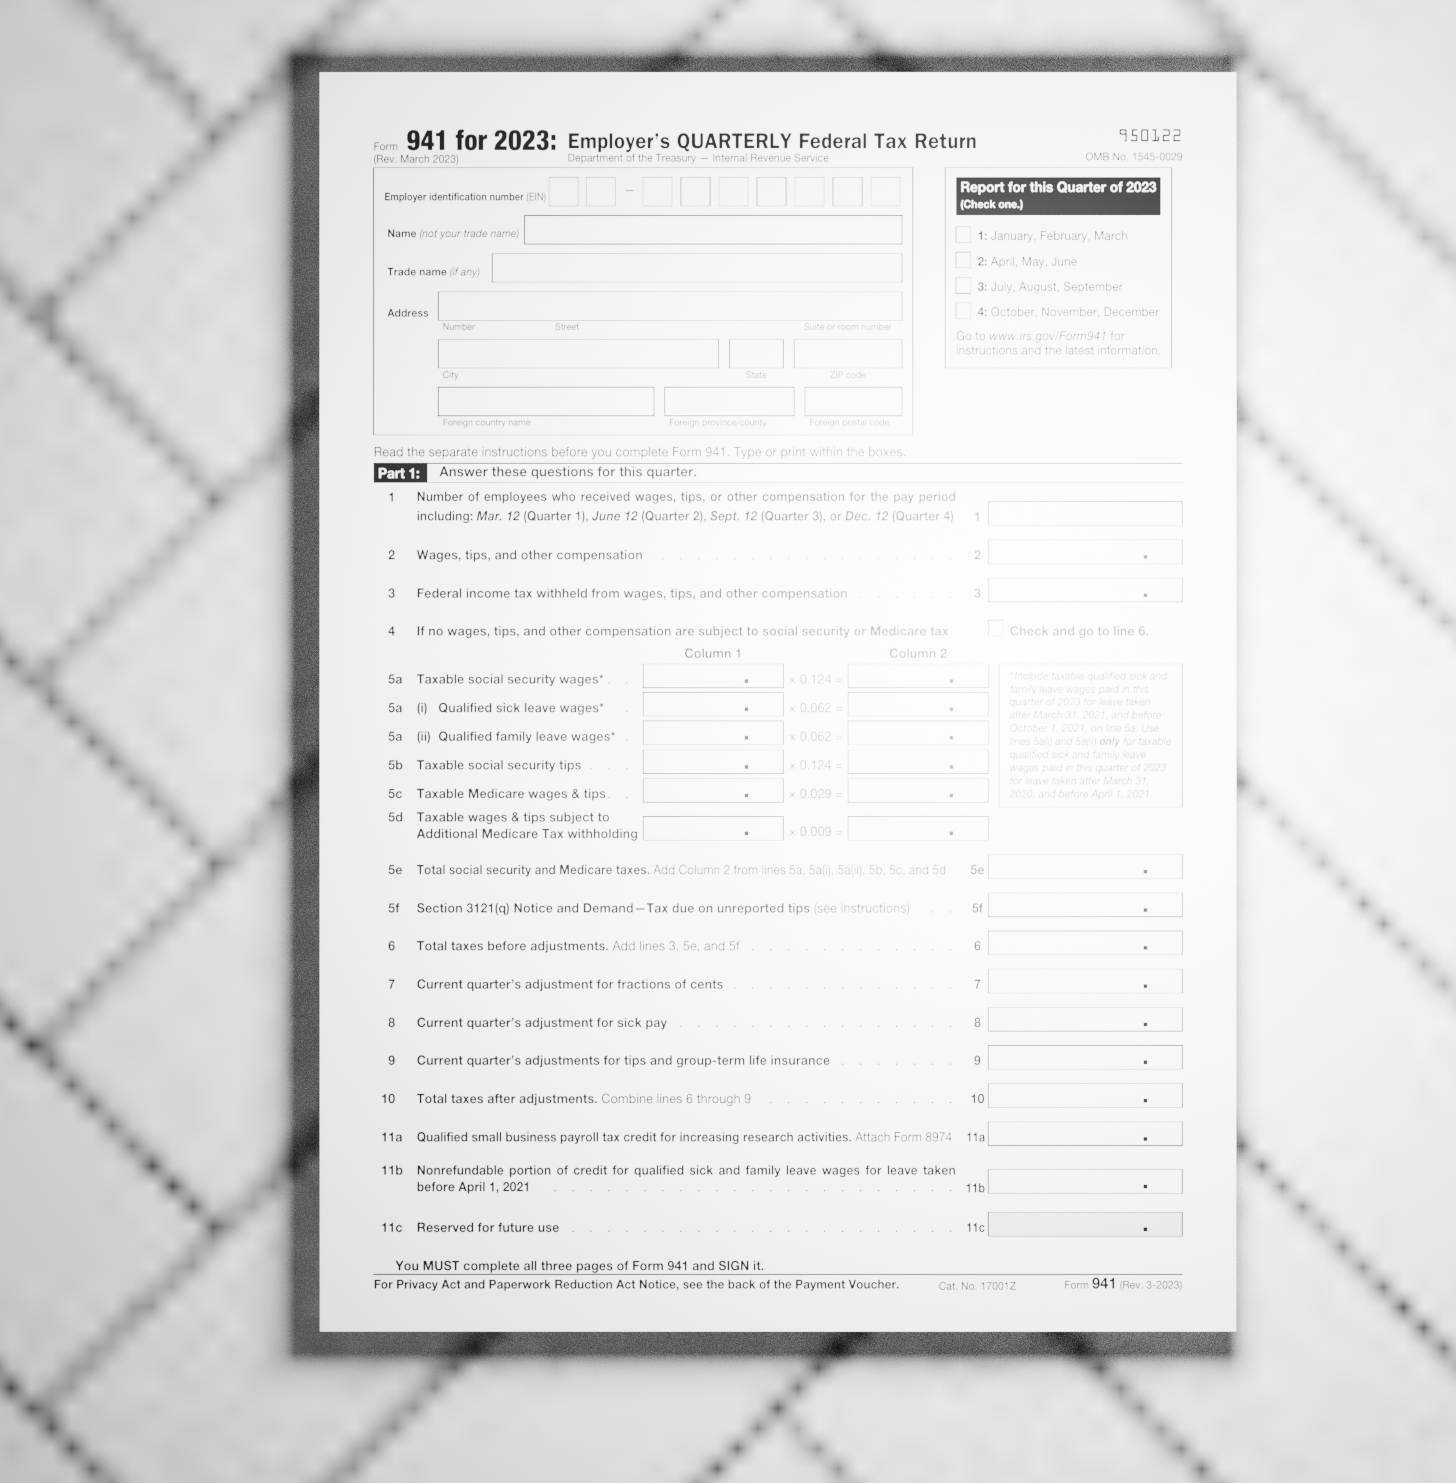 Form 941 for 2023: Employer's QUARTERLY Federal Tax Return
950122
(Rev. March 2023)
Department of the Treasury — Internal Revenue Service
OMB No. 1545-0029
Employer identification number (EIN)
–
Name (not your trade name)
Trade name (if any)
Address
Number Street Suite or room number
City State ZIP code
Foreign country name Foreign province/county Foreign postal code
Report for this Quarter of 2023
(Check one.)
1: January, February, March
2: April, May, June
3: July, August, September
4: October, November, December
Go to www.irs.gov/Form941 for
instructions and the latest information.
Read the separate instructions before you complete Form 941. Type or print within the boxes.
Part 1: Answer these questions for this quarter.
1 Number of employees who received wages, tips, or other compensation for the pay period
including: Mar. 12 (Quarter 1), June 12 (Quarter 2), Sept. 12 (Quarter 3), or Dec. 12 (Quarter 4) 1
2 Wages, tips, and other compensation . . . . . . . . . . . . . . . . . 2 .
3 Federal income tax withheld from wages, tips, and other compensation . . . . . . 3 .
4 If no wages, tips, and other compensation are subject to social security or Medicare tax Check and go to line 6.
Column 1 Column 2
5a Taxable social security wages* . . . × 0.124 = .
5a (i) Qualified sick leave wages* . . × 0.062 = .
5a (ii) Qualified family leave wages* . . × 0.062 = .
5b Taxable social security tips . . . . × 0.124 = .
5c Taxable Medicare wages & tips . . . × 0.029 = .
5d Taxable wages & tips subject to
Additional Medicare Tax withholding . × 0.009 = .
*Include taxable qualified sick and
family leave wages paid in this
quarter of 2023 for leave taken
after March 31, 2021, and before
October 1, 2021, on line 5a. Use
lines 5a(i) and 5a(ii) only for taxable
qualified sick and family leave
wages paid in this quarter of 2023
for leave taken after March 31,
2020, and before April 1, 2021.
5e Total social security and Medicare taxes. Add Column 2 from lines 5a, 5a(i), 5a(ii), 5b, 5c, and 5d 5e .
5f Section 3121(q) Notice and Demand—Tax due on unreported tips (see instructions) . . 5f .
6 Total taxes before adjustments. Add lines 3, 5e, and 5f . . . . . . . . . . . . 6 .
7 Current quarter's adjustment for fractions of cents . . . . . . . . . . . . . 7 .
8 Current quarter's adjustment for sick pay . . . . . . . . . . . . . . . . 8 .
9 Current quarter's adjustments for tips and group-term life insurance . . . . . . . 9 .
10 Total taxes after adjustments. Combine lines 6 through 9 . . . . . . . . . . . 10 .
11a Qualified small business payroll tax credit for increasing research activities. Attach Form 8974 11a .
11b Nonrefundable portion of credit for qualified sick and family leave wages for leave taken
before April 1, 2021 . . . . . . . . . . . . . . . . . . . . . . . 11b .
11c Reserved for future use . . . . . . . . . . . . . . . . . . . . . . 11c .
You MUST complete all three pages of Form 941 and SIGN it.
For Privacy Act and Paperwork Reduction Act Notice, see the back of the Payment Voucher. Cat. No. 17001Z Form 941 (Rev. 3-2023)